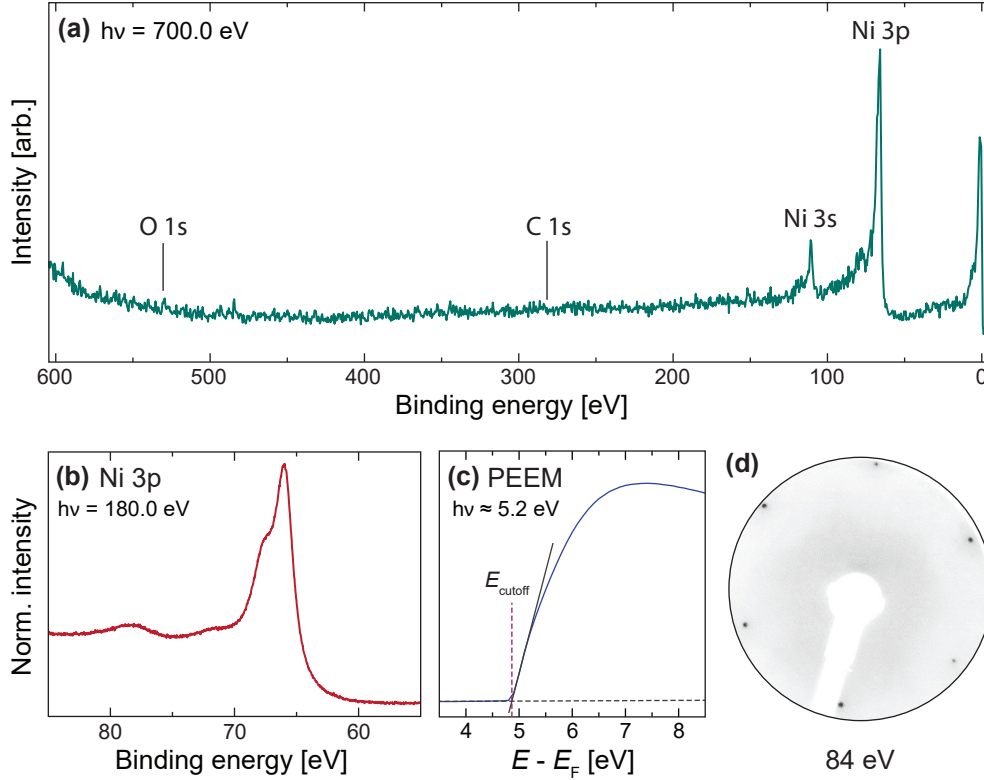 (a) hν = 700.0 eV
Ni 3p
O 1s
C 1s
Ni 3s
Intensity [arb.]
600 500 400 300 200 100 0
Binding energy [eV]
(b) Ni 3p
hν = 180.0 eV
Norm. intensity
80 70 60
Binding energy [eV]
(c) PEEM
hν ≈ 5.2 eV
Ecutoff
4 5 6 7 8
E - EF [eV]
(d)
84 eV